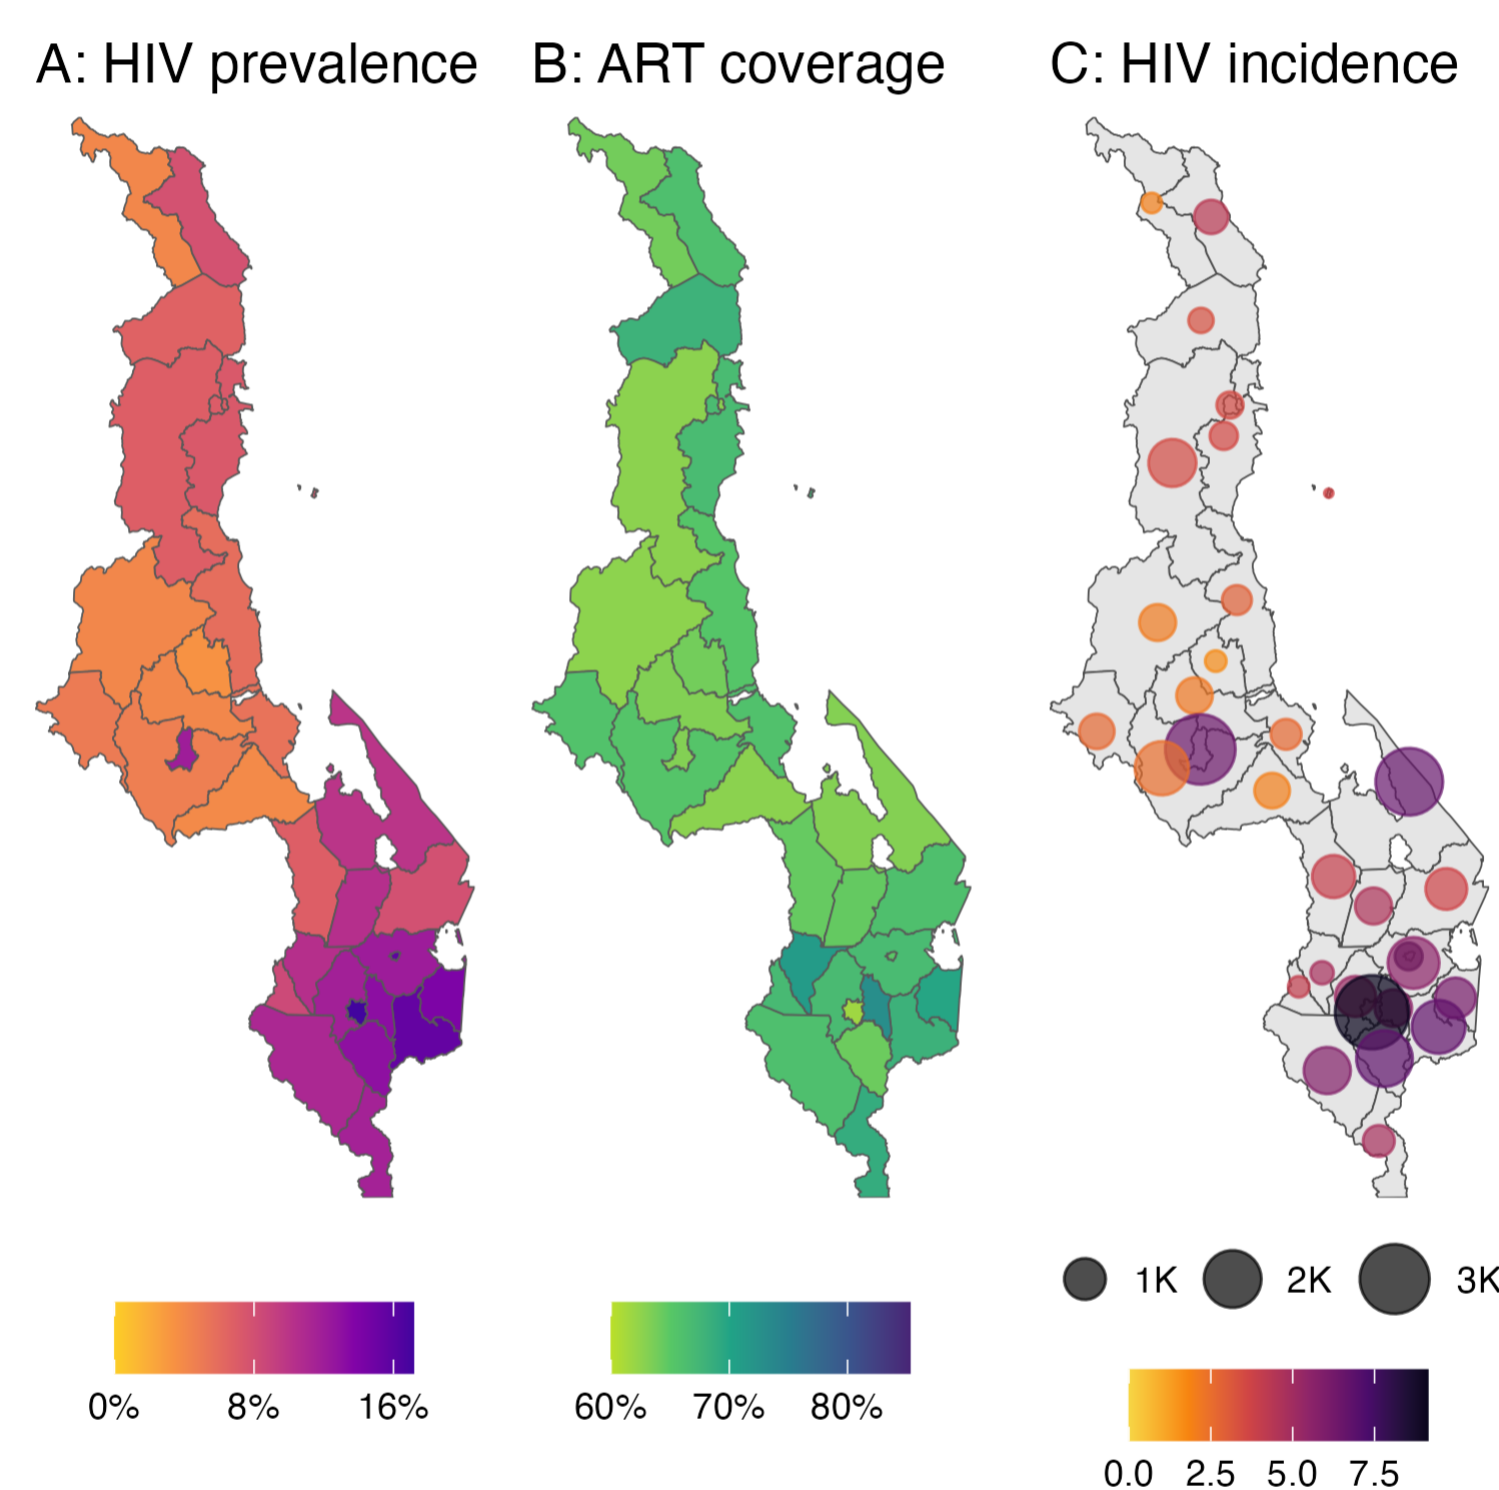 A: HIV prevalence
B: ART coverage
C: HIV incidence
1K 2K 3K
0% 8% 16%
60% 70% 80%
0.0 2.5 5.0 7.5